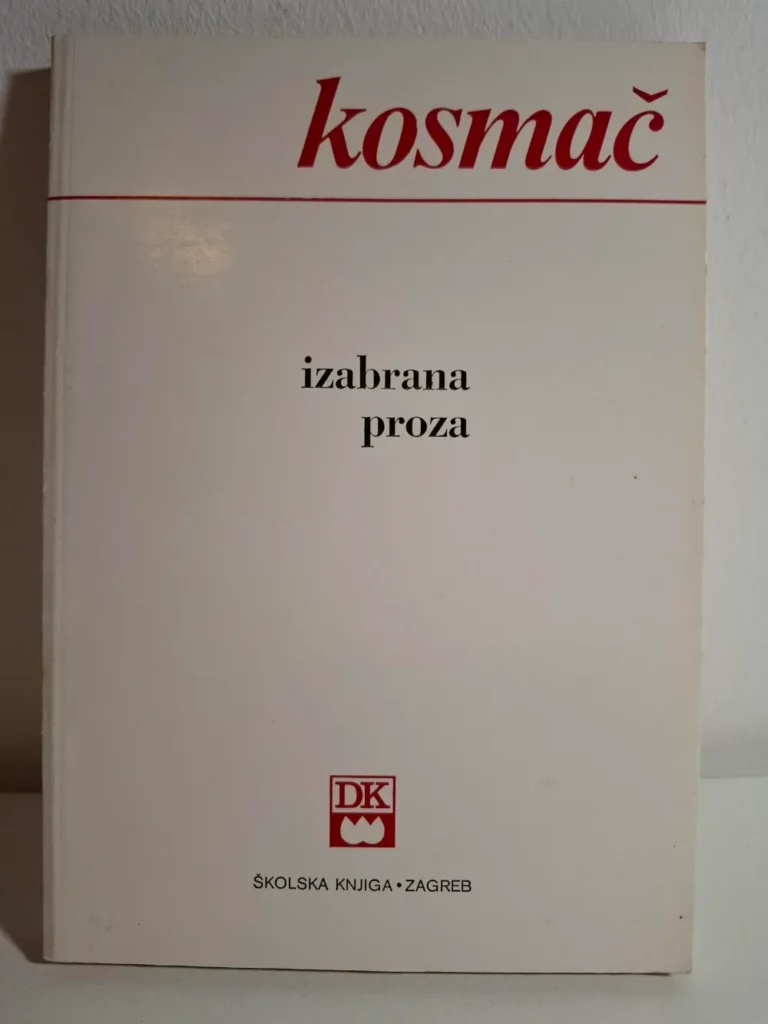 kosmač
izabrana
proza
DK
ŠKOLSKA KNJIGA • ZAGREB